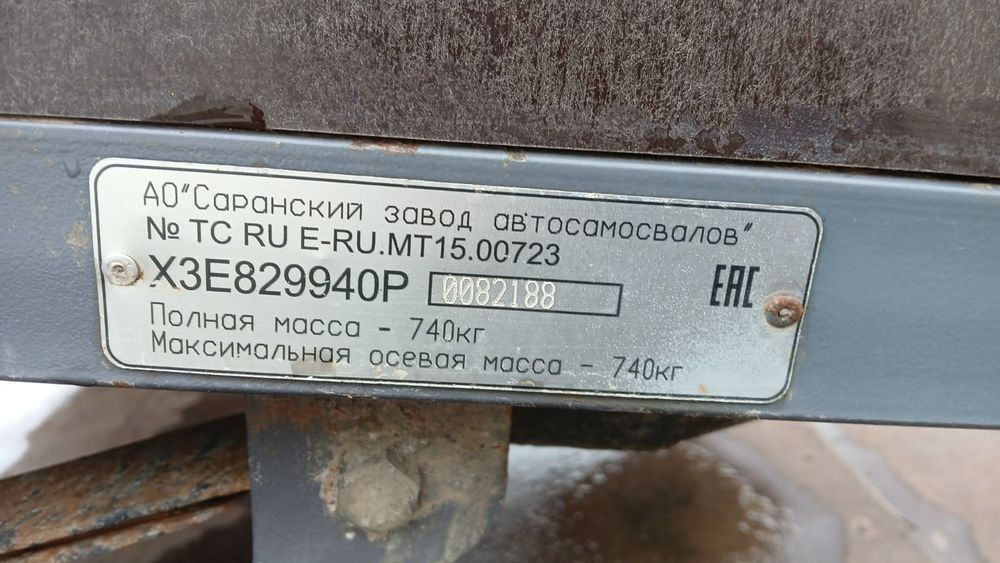 АО"Саранский завод автосамосвалов"
№ ТС RU E-RU.MT15.00723
X3E829940P 0082188 EAC
Полная масса - 740кг
Максимальная осевая масса - 740кг